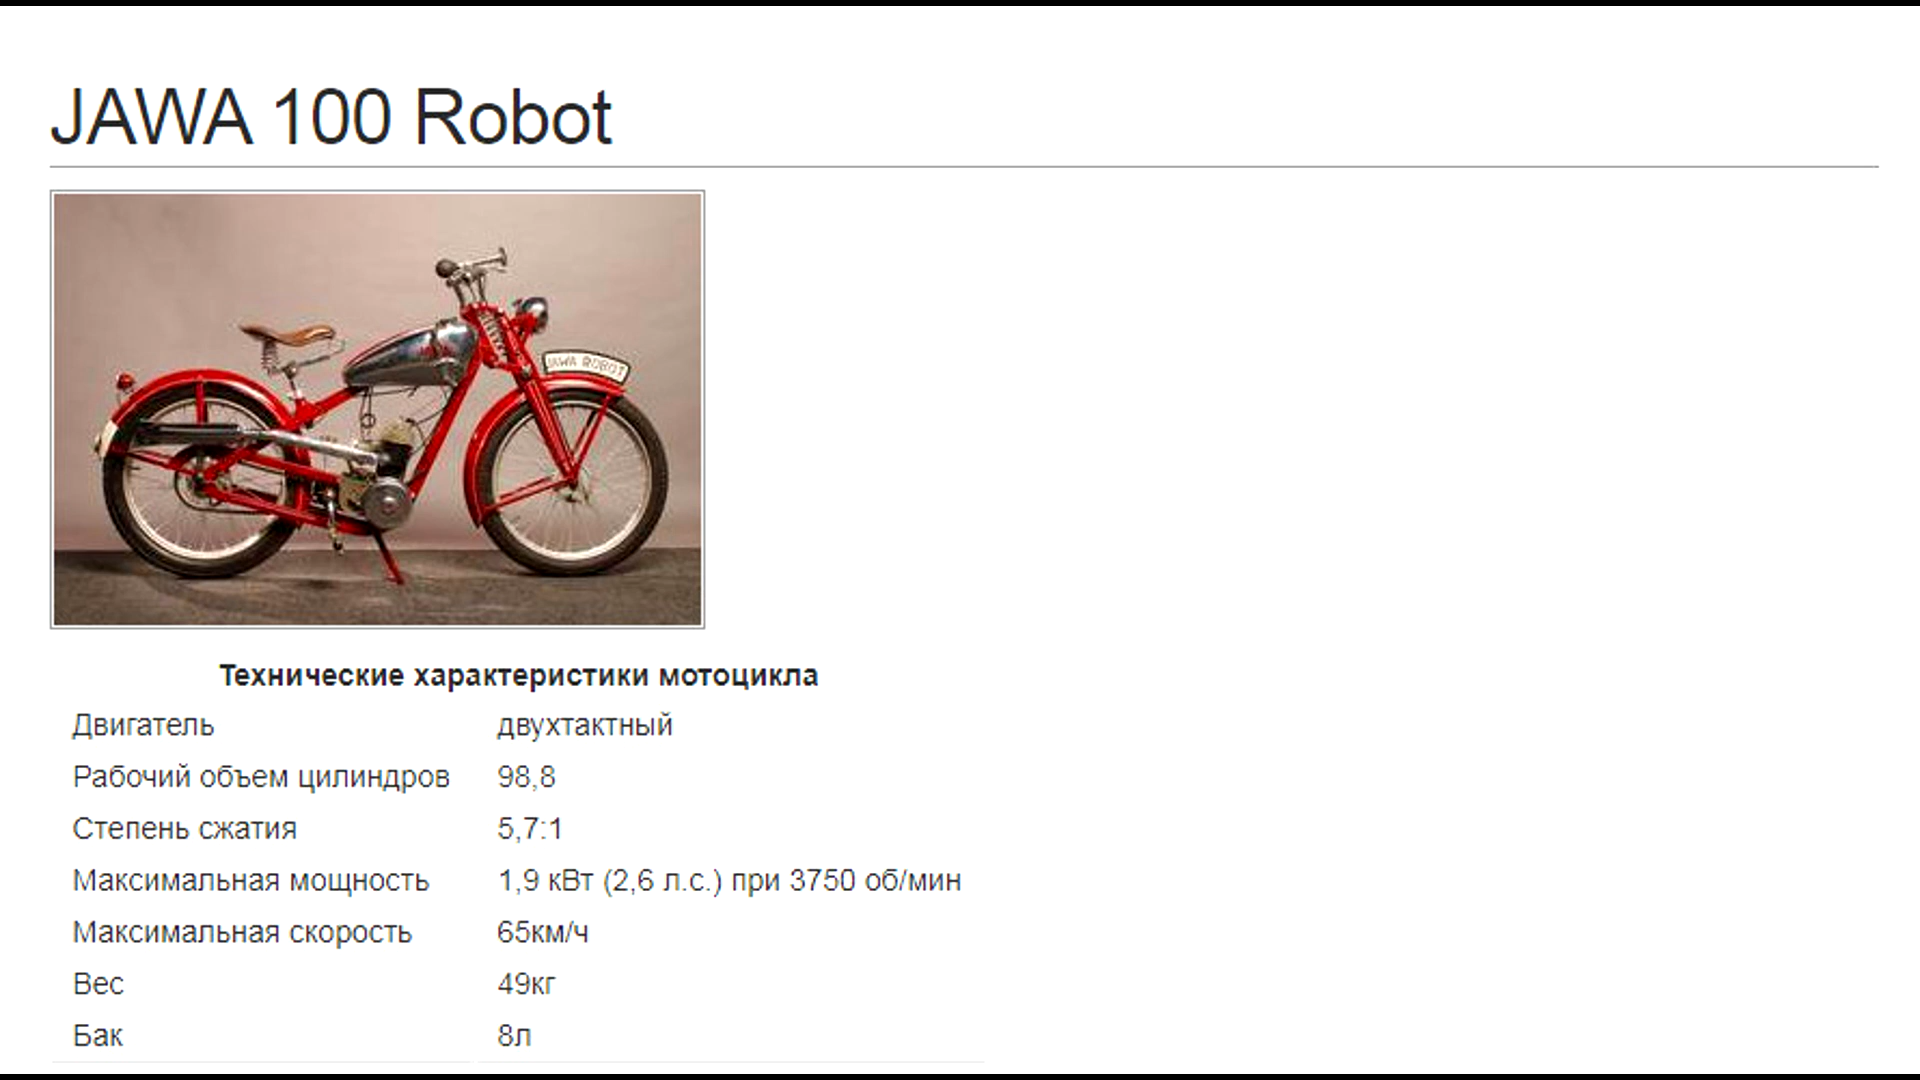 JAWA 100 Robot
JAWA ROBOT
Технические характеристики мотоцикла
Двигатель двухтактный
Рабочий объем цилиндров 98,8
Степень сжатия 5,7:1
Максимальная мощность 1,9 кВт (2,6 л.с.) при 3750 об/мин
Максимальная скорость 65км/ч
Вес 49кг
Бак 8л